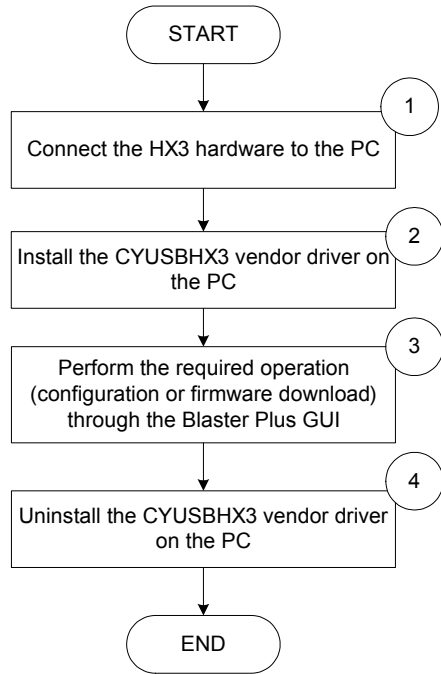 START
1
Connect the HX3 hardware to the PC
2
Install the CYUSBHX3 vendor driver on
the PC
3
Perform the required operation
(configuration or firmware download)
through the Blaster Plus GUI
4
Uninstall the CYUSBHX3 vendor driver
on the PC
END